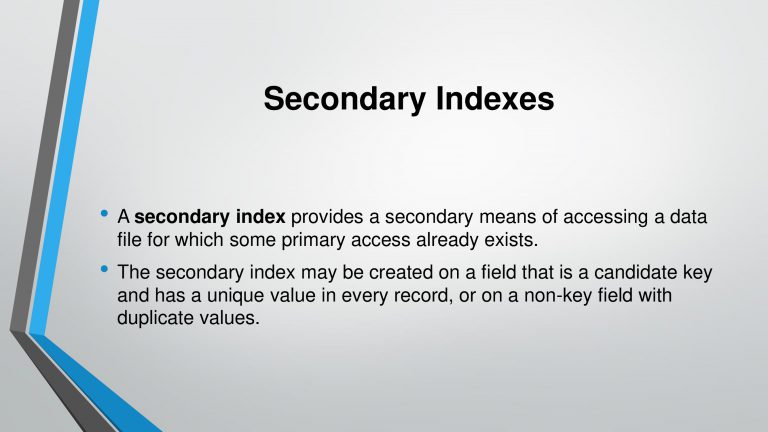 Secondary Indexes
• A secondary index provides a secondary means of accessing a data
file for which some primary access already exists.
• The secondary index may be created on a field that is a candidate key
and has a unique value in every record, or on a non-key field with
duplicate values.